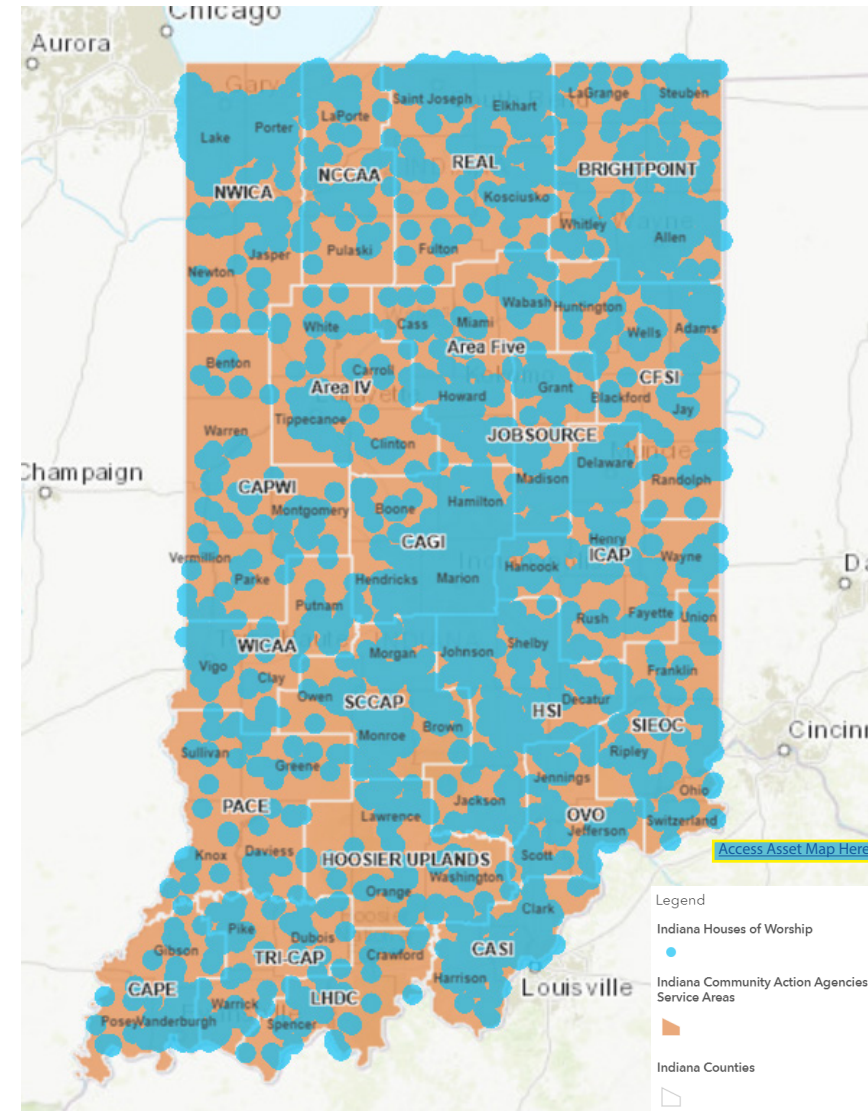 Chicago
Aurora
Gary
Saint Joseph
LaGrange
Steuben
Elkhart
LaPorte
Porter
Lake
REAL
NCCAA
BRIGHTPOINT
NWICA
Kosciusko
Whitley
Allen
Jasper
Pulaski
Fulton
Newton
Wabash
Huntington
White
Cass
Miami
Wells
Adams
Area Five
Benton
Carroll
CFSI
Area IV
Grant
Howard
Blackford
Jay
Tippecanoe
Warren
JOBSOURCE
Clinton
Delaware
Champaign
Madison
Randolph
CAPWI
Hamilton
Montgomery
Boone
CAGI
Henry
ICAP
Vermillion
Wayne
Hancock
Parke
Hendricks
Marion
Putnam
Rush
Fayette
Union
WICAA
Shelby
Morgan
Johnson
Vigo
Clay
Franklin
Owen
SCCAP
Decatur
HSI
Brown
SIEOC
Monroe
Cincinn
Sullivan
Ripley
Greene
Jennings
Ohio
PACE
Jackson
Lawrence
OVO
Switzerland
Jefferson
Access Asset Map Here
Knox
Daviess
HOOSIER UPLANDS
Scott
Washington
Orange
Clark
Pike
Dubois
Gibson
TRI-CAP
Crawford
CASI
Harrison
Louisville
CAPE
LHDC
Warrick
Posey
Vanderburgh
Spencer
Legend
Indiana Houses of Worship
Indiana Community Action Agencies
Service Areas
Indiana Counties